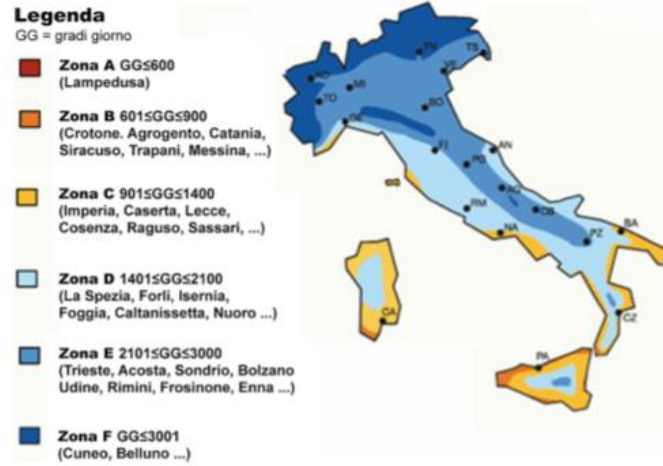 Legenda
GG = gradi giorno
Zona A GG≤600
(Lampedusa)
Zona B 601≤GG≤900
(Crotone. Agrogento, Catania,
Siracuso, Trapani, Messina, ...)
Zona C 901≤GG≤1400
(Imperia, Caserta, Lecce,
Cosenza, Raguso, Sassari, ...)
Zona D 1401≤GG≤2100
(La Spezia, Forli, Isernia,
Foggia, Caltanissetta, Nuoro ...)
Zona E 2101≤GG≤3000
(Trieste, Acosta, Sondrio, Bolzano
Udine, Rimini, Frosinone, Enna ...)
Zona F GG≤3001
(Cuneo, Belluno ...)
TN
TS
VE
AO
MI
TO
BO
GE
FI
AN
PG
AQ
RM
CB
NA
BA
PZ
CA
CZ
PA